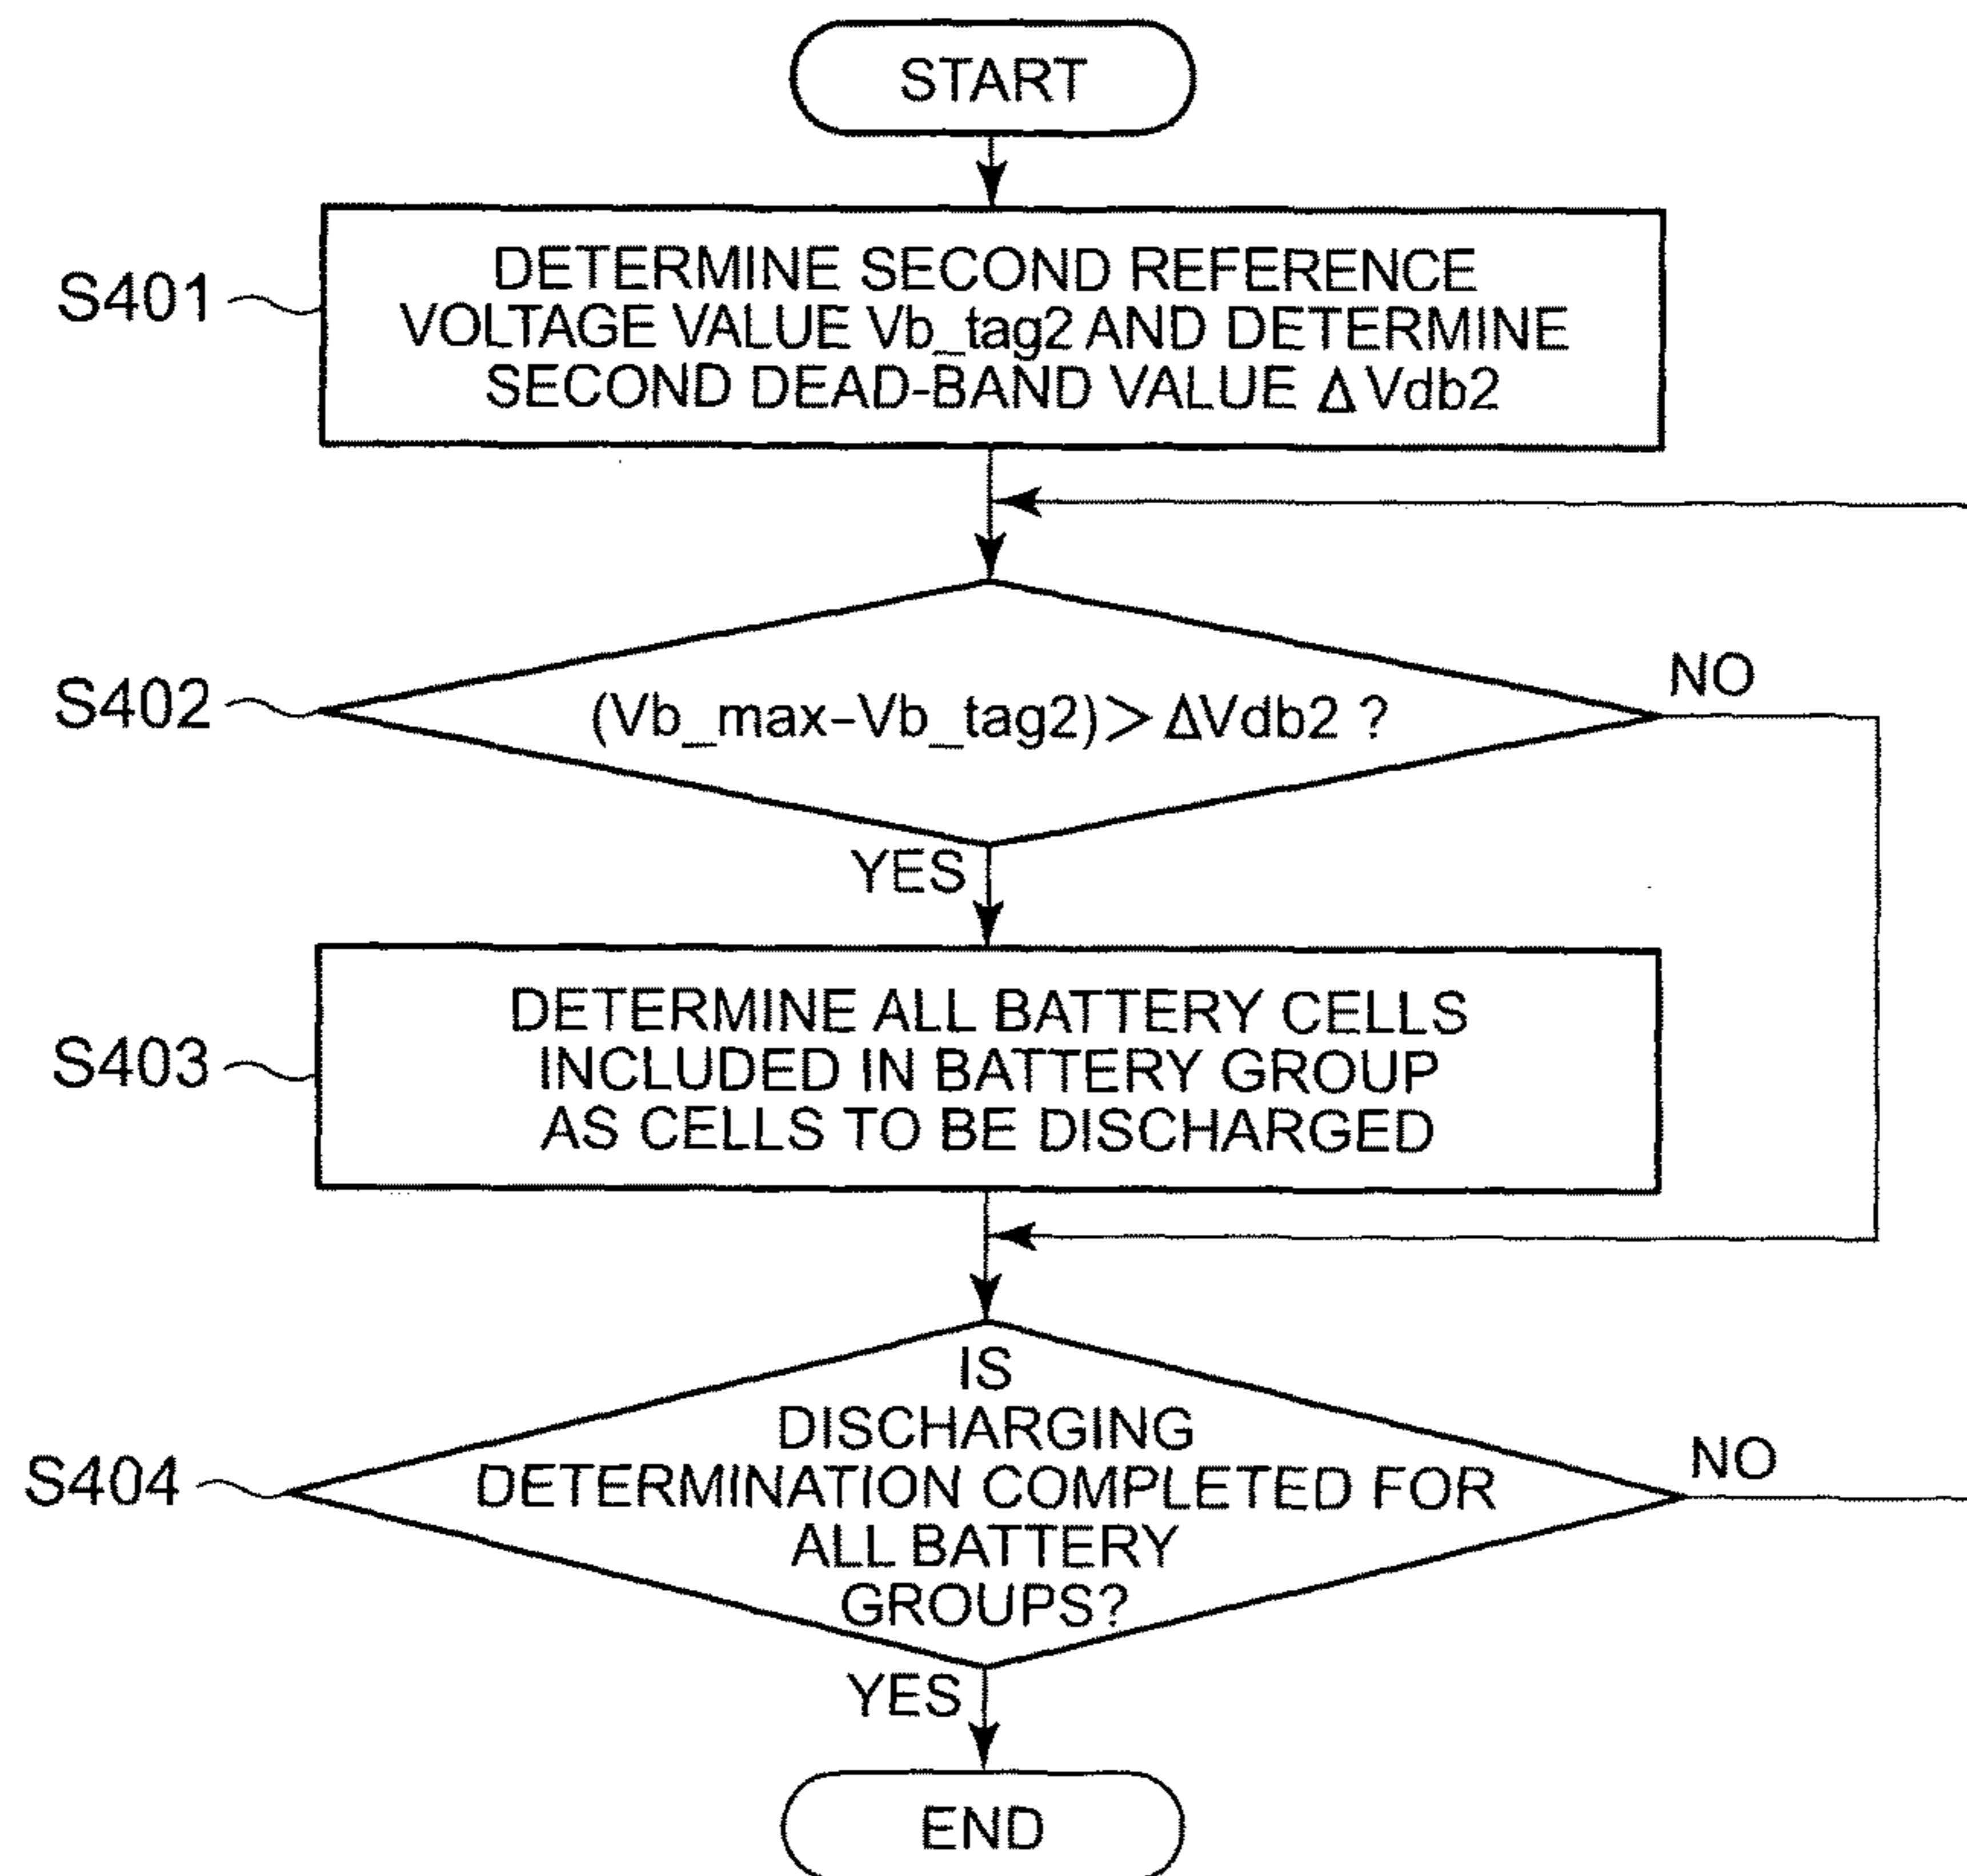 START
S401
DETERMINE SECOND REFERENCE
VOLTAGE VALUE Vb_tag2 AND DETERMINE
SECOND DEAD-BAND VALUE Δ Vdb2
S402
(Vb_max-Vb_tag2) > ΔVdb2 ?
NO
YES
S403
DETERMINE ALL BATTERY CELLS
INCLUDED IN BATTERY GROUP
AS CELLS TO BE DISCHARGED
S404
IS
DISCHARGING
DETERMINATION COMPLETED FOR
ALL BATTERY
GROUPS?
NO
YES
END